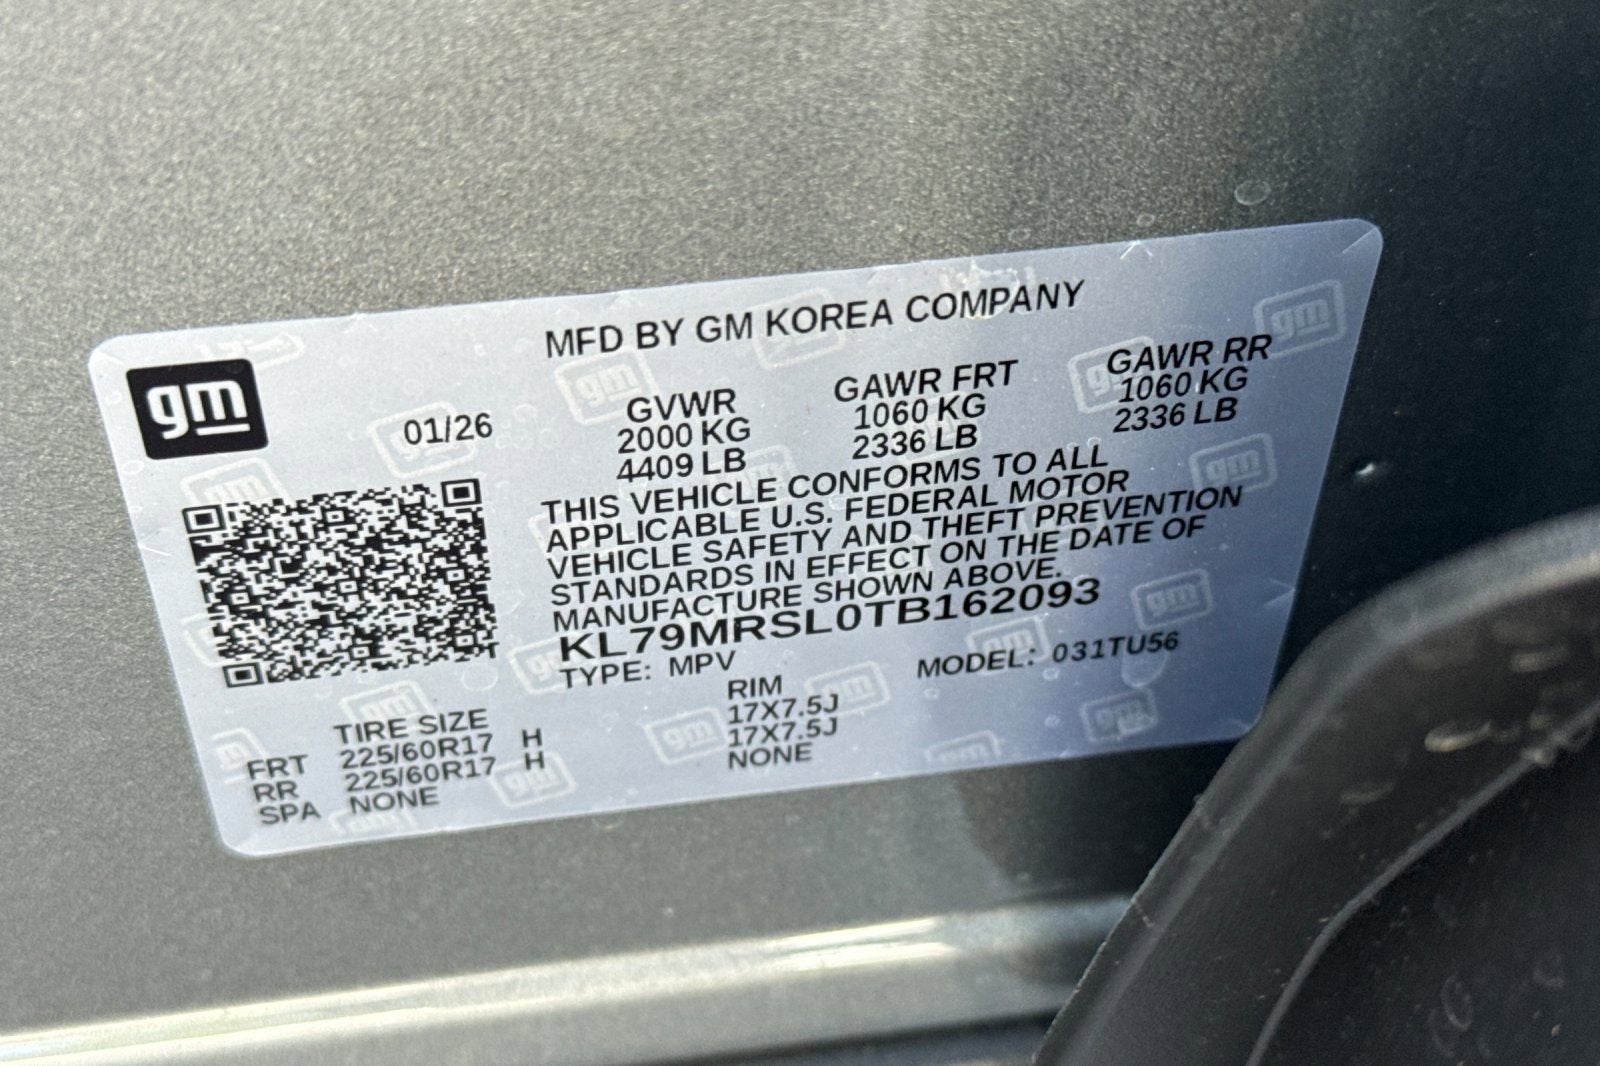 MFD BY GM KOREA COMPANY
gm
01/26
GVWR GAWR FRT GAWR RR
2000 KG 1060 KG 1060 KG
4409 LB 2336 LB 2336 LB
THIS VEHICLE CONFORMS TO ALL
APPLICABLE U.S. FEDERAL MOTOR
VEHICLE SAFETY AND THEFT PREVENTION
STANDARDS IN EFFECT ON THE DATE OF
MANUFACTURE SHOWN ABOVE.
KL79MRSL0TB162093
TYPE: MPV MODEL: 031TU56
TIRE SIZE RIM
FRT 225/60R17 H 17X7.5J
RR 225/60R17 H 17X7.5J
SPA NONE NONE